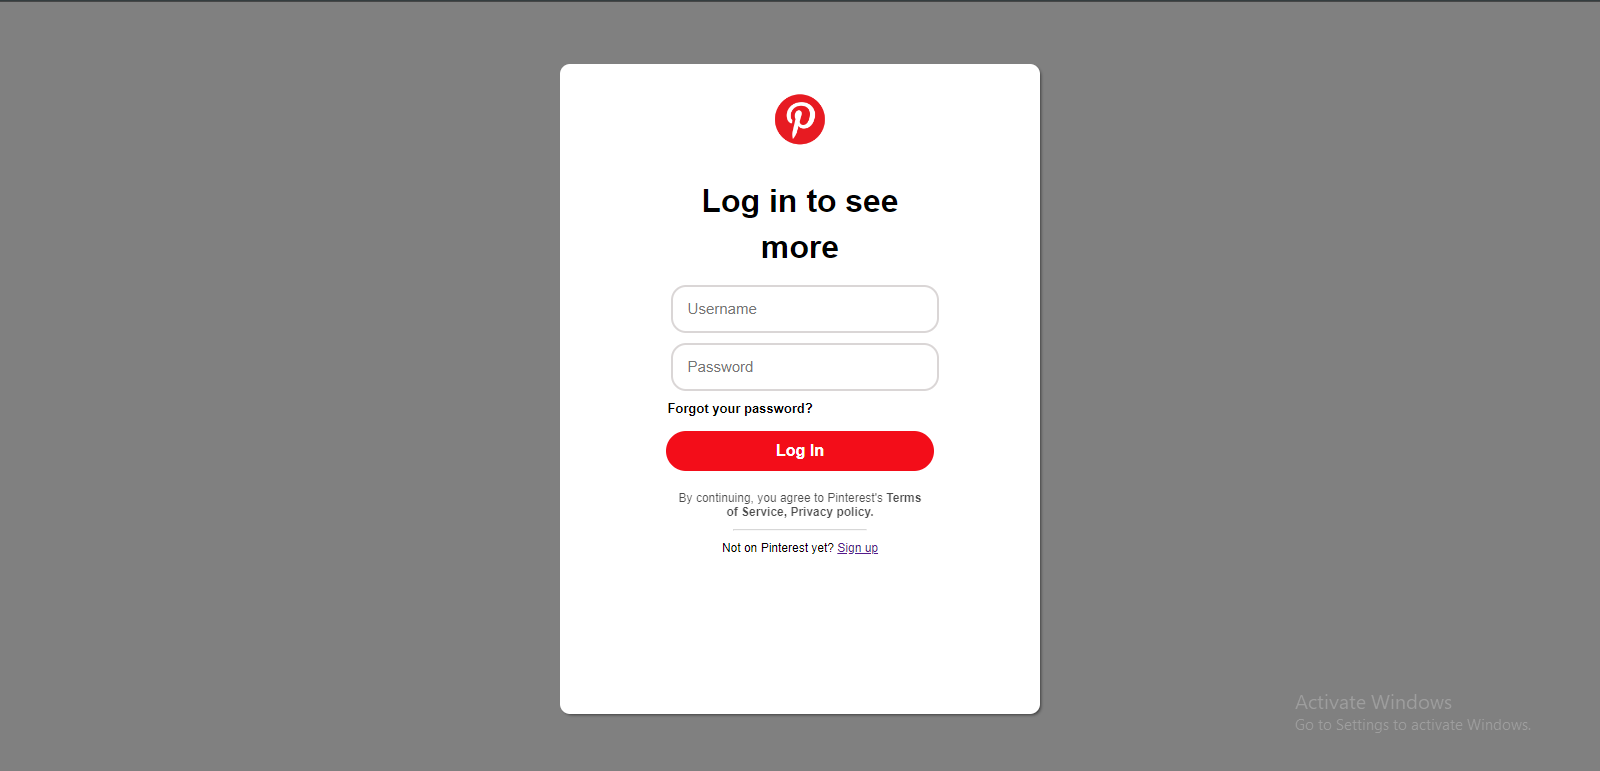 Log in to see
more
Username
Password
Forgot your password?
Log In
By continuing, you agree to Pinterest's Terms
of Service, Privacy policy.
Not on Pinterest yet? Sign up
Activate Windows
Go to Settings to activate Windows.